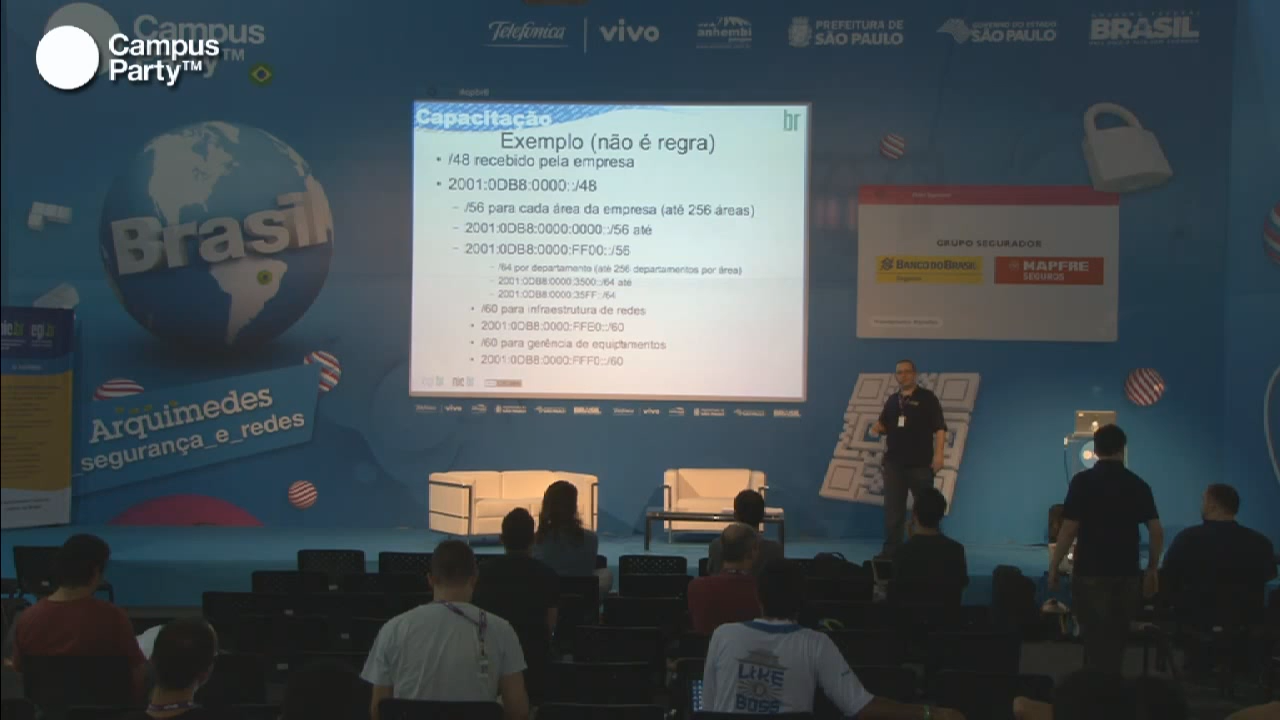 Campus
Party™
Telefónica
vivo
anhembi
PREFEITURA DE
SÃO PAULO
GOVERNO DO ESTADO
SÃO PAULO
BRASIL
Capacitação
br
Exemplo (não é regra)
• /48 recebido pela empresa
• 2001:0DB8:0000::/48
– /56 para cada área da empresa (até 256 áreas)
– 2001:0DB8:0000:0000::/56 até
– 2001:0DB8:0000:FF00::/56
– /64 por departamento (até 256 departamentos por área)
– 2001:0DB8:0000:3500::/64 até
– 2001:0DB8:0000:35FF::/64
• /60 para infraestrutura de redes
• 2001:0DB8:0000:FFE0::/60
• /60 para gerência de equiptamentos
• 2001:0DB8:0000:FFF0::/60
Brasil
GRUPO SEGURADOR
BANCO DO BRASIL
MAPFRE
SEGUROS
Arquimedes
segurança_e_redes
LIKE
A
BOSS